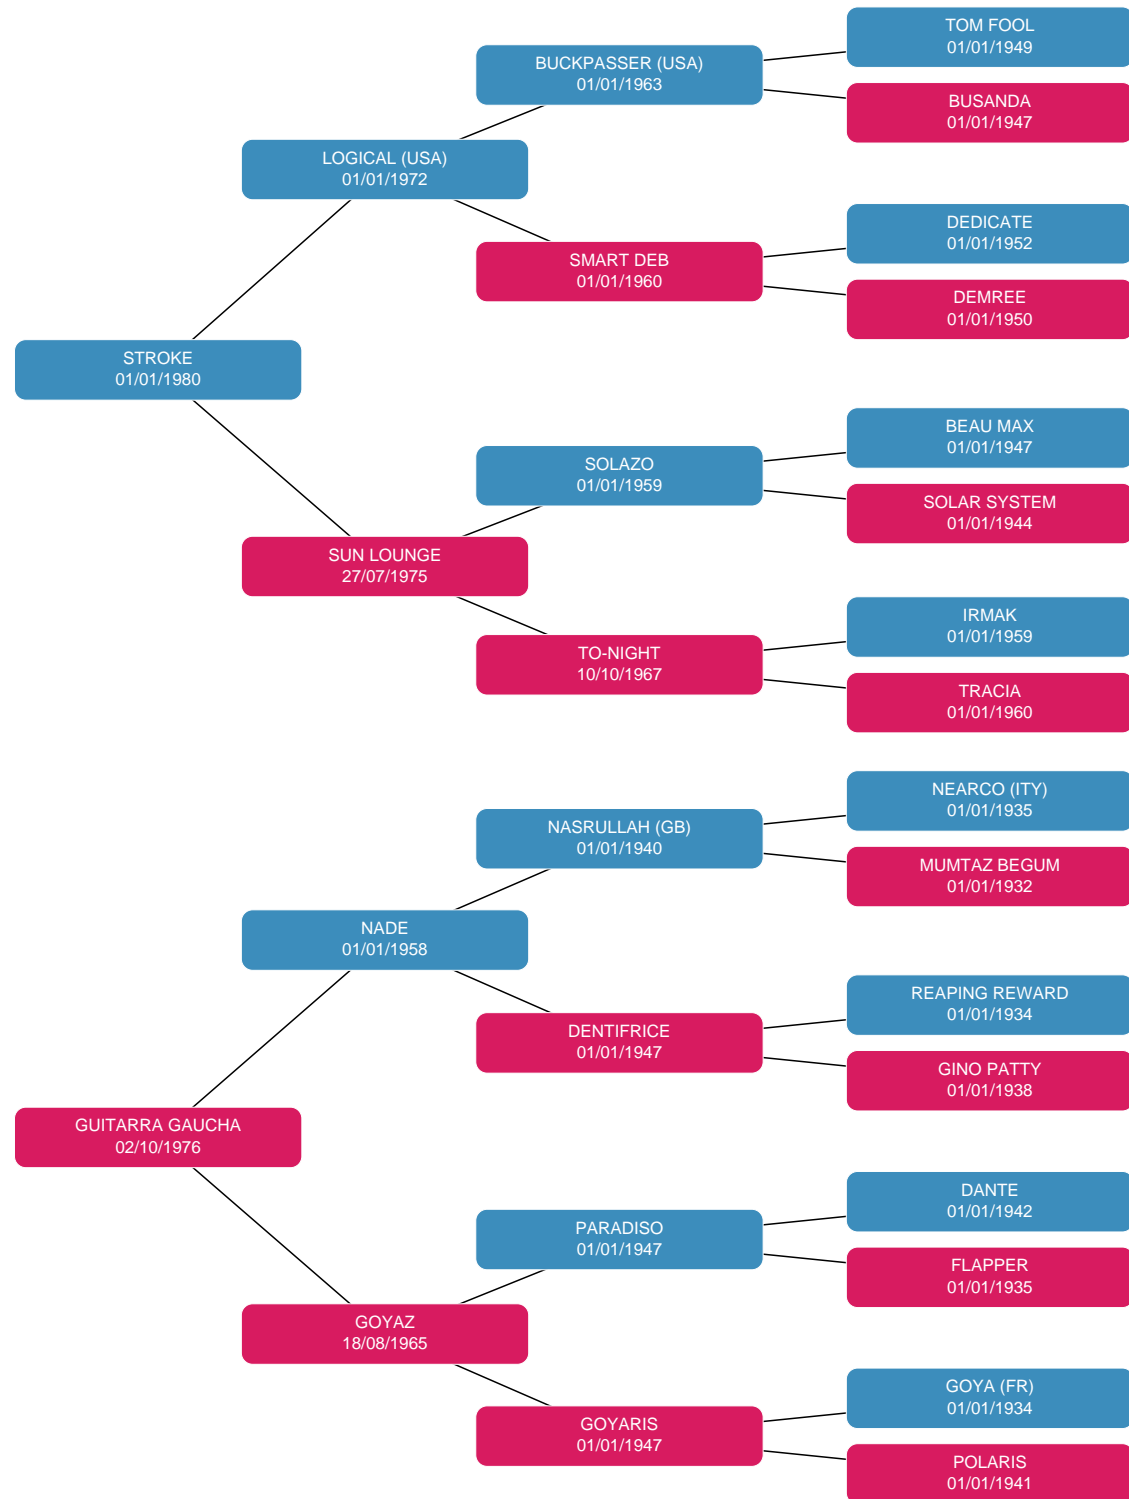 TOM FOOL
01/01/1949
BUCKPASSER (USA)
01/01/1963
BUSANDA
01/01/1947
LOGICAL (USA)
01/01/1972
DEDICATE
01/01/1952
SMART DEB
01/01/1960
DEMREE
01/01/1950
STROKE
01/01/1980
BEAU MAX
01/01/1947
SOLAZO
01/01/1959
SOLAR SYSTEM
01/01/1944
SUN LOUNGE
27/07/1975
IRMAK
01/01/1959
TO-NIGHT
10/10/1967
TRACIA
01/01/1960
NEARCO (ITY)
01/01/1935
NASRULLAH (GB)
01/01/1940
MUMTAZ BEGUM
01/01/1932
NADE
01/01/1958
REAPING REWARD
01/01/1934
DENTIFRICE
01/01/1947
GINO PATTY
01/01/1938
GUITARRA GAUCHA
02/10/1976
DANTE
01/01/1942
PARADISO
01/01/1947
FLAPPER
01/01/1935
GOYAZ
18/08/1965
GOYA (FR)
01/01/1934
GOYARIS
01/01/1947
POLARIS
01/01/1941